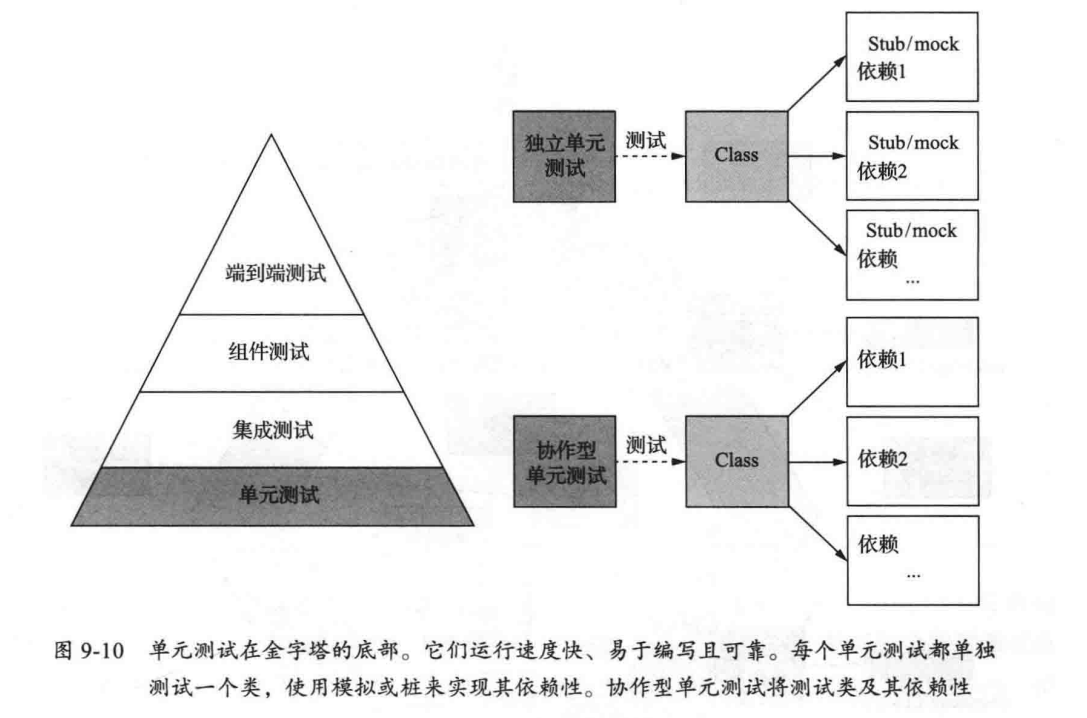 端到端测试
组件测试
集成测试
单元测试
独立单元
测试
测试
Class
Stub/mock
依赖1
Stub/mock
依赖2
Stub/mock
依赖
...
协作型
单元测试
测试
Class
依赖1
依赖2
依赖
...
图 9-10 单元测试在金字塔的底部。它们运行速度快、易于编写且可靠。每个单元测试都单独
测试一个类，使用模拟或桩来实现其依赖性。协作型单元测试将测试类及其依赖性